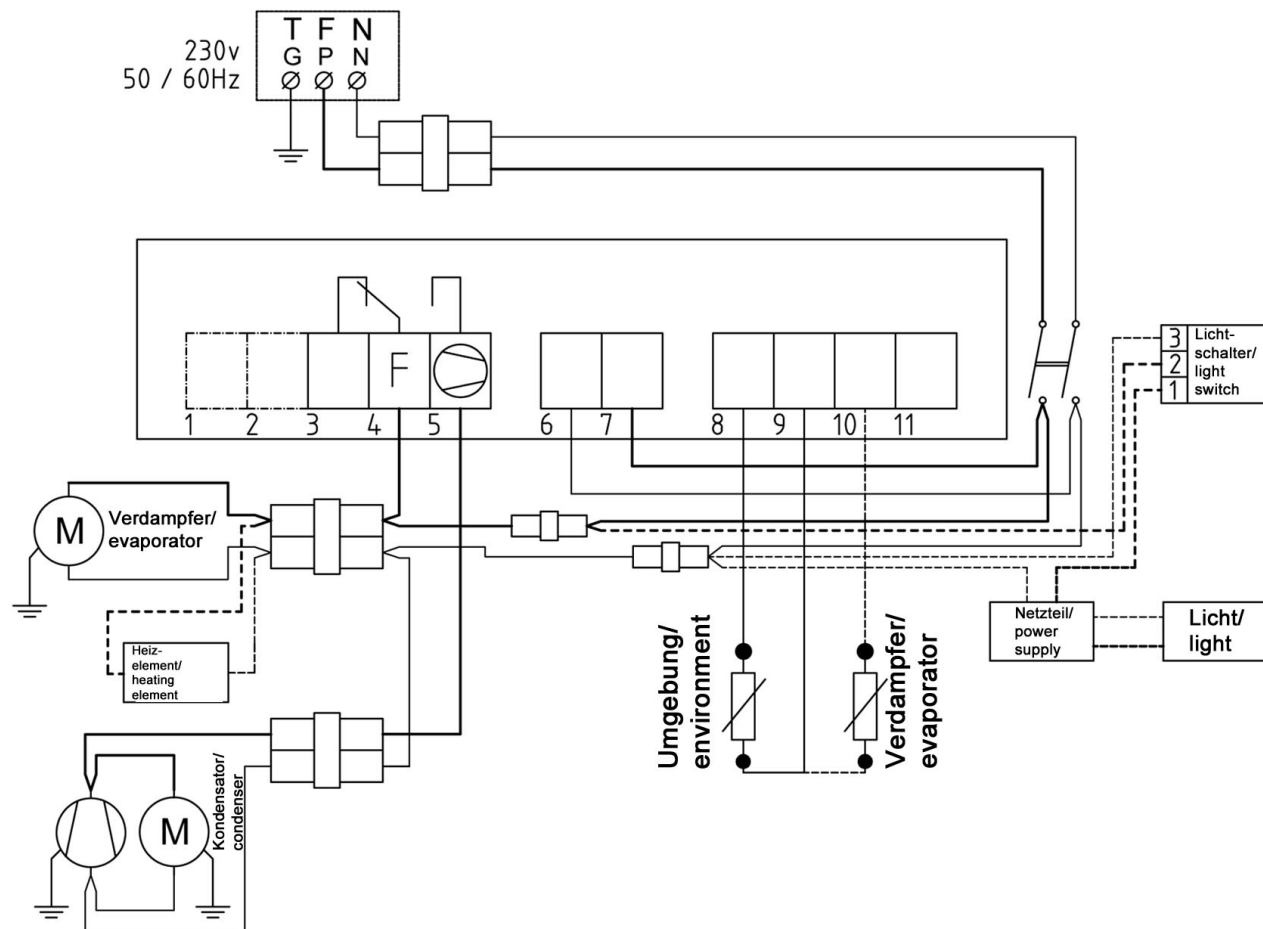 T F N
G P N
230v
50 / 60Hz
F
1 2 3 4 5 6 7 8 9 10 11
3
2
1
Licht-
schalter/
light
switch
M
Verdampfer/
evaporator
Heiz-
element/
heating
element
Umgebung/
environment
Verdampfer/
evaporator
Netzteil/
power
supply
Licht/
light
M
Kondensator/
condenser